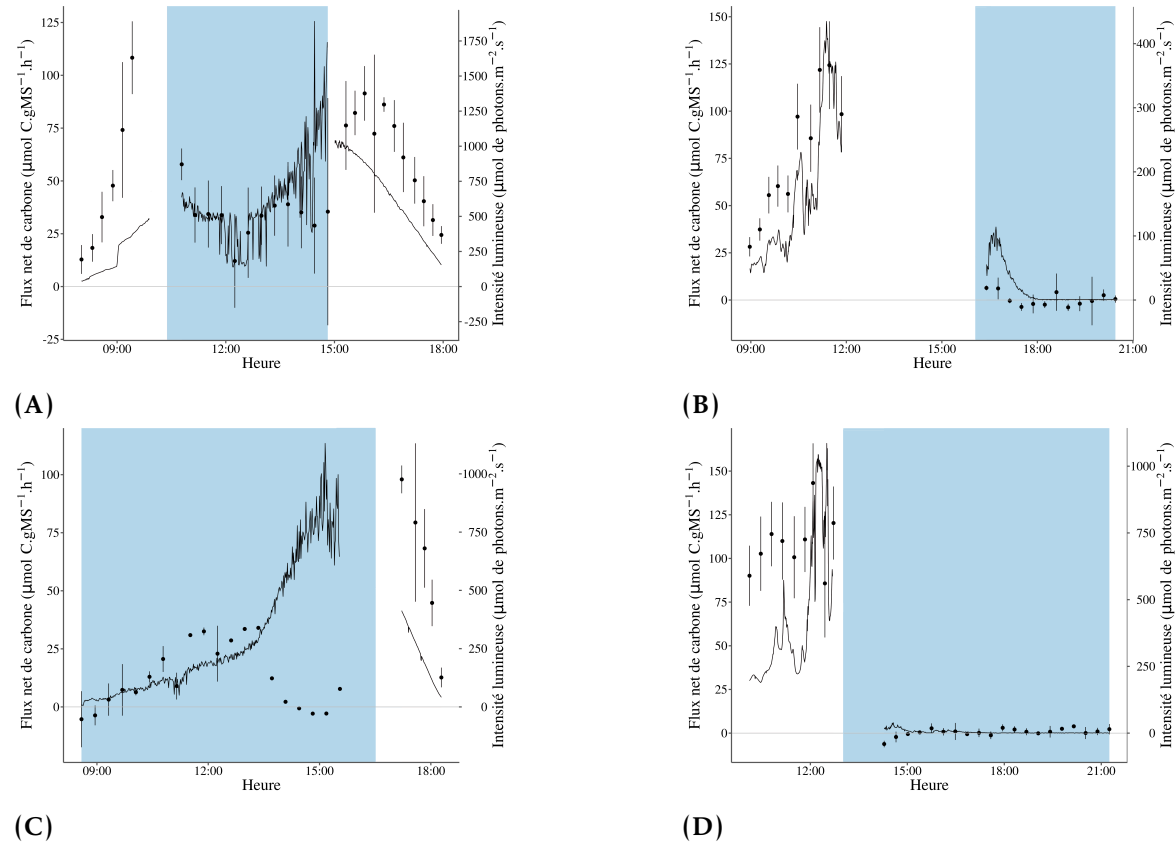 Flux net de carbone (μmol C.gMS−1.h−1)
125
100
75
50
25
0
-25
1750
1500
1250
1000
750
500
250
0
-250
Intensité lumineuse (μmol de photons.m−2.s−1)
09:00 12:00 15:00 18:00
Heure
(A)
Flux net de carbone (μmol C.gMS−1.h−1)
150
125
100
75
50
25
0
400
300
200
100
0
Intensité lumineuse (μmol de photons.m−2.s−1)
09:00 12:00 15:00 18:00 21:00
Heure
(B)
Flux net de carbone (μmol C.gMS−1.h−1)
100
75
50
25
0
1000
500
0
Intensité lumineuse (μmol de photons.m−2.s−1)
09:00 12:00 15:00 18:00
Heure
(C)
Flux net de carbone (μmol C.gMS−1.h−1)
150
125
100
75
50
25
0
1000
750
500
250
0
Intensité lumineuse (μmol de photons.m−2.s−1)
12:00 15:00 18:00 21:00
Heure
(D)